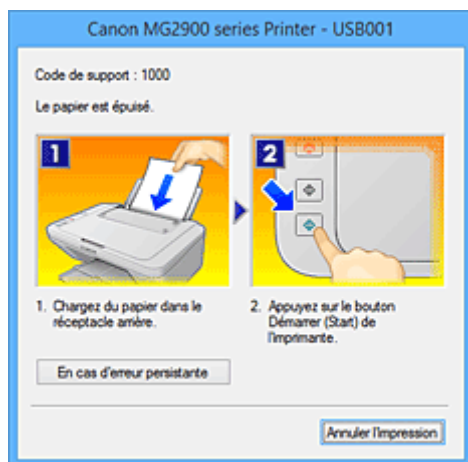 Canon MG2900 series Printer - USB001
Code de support : 1000
Le papier est épuisé.
1
2
1. Chargez du papier dans le
réceptacle arrière.
2. Appuyez sur le bouton
Démarrer (Start) de
l'imprimante.
En cas d'erreur persistante
Annuler l'impression